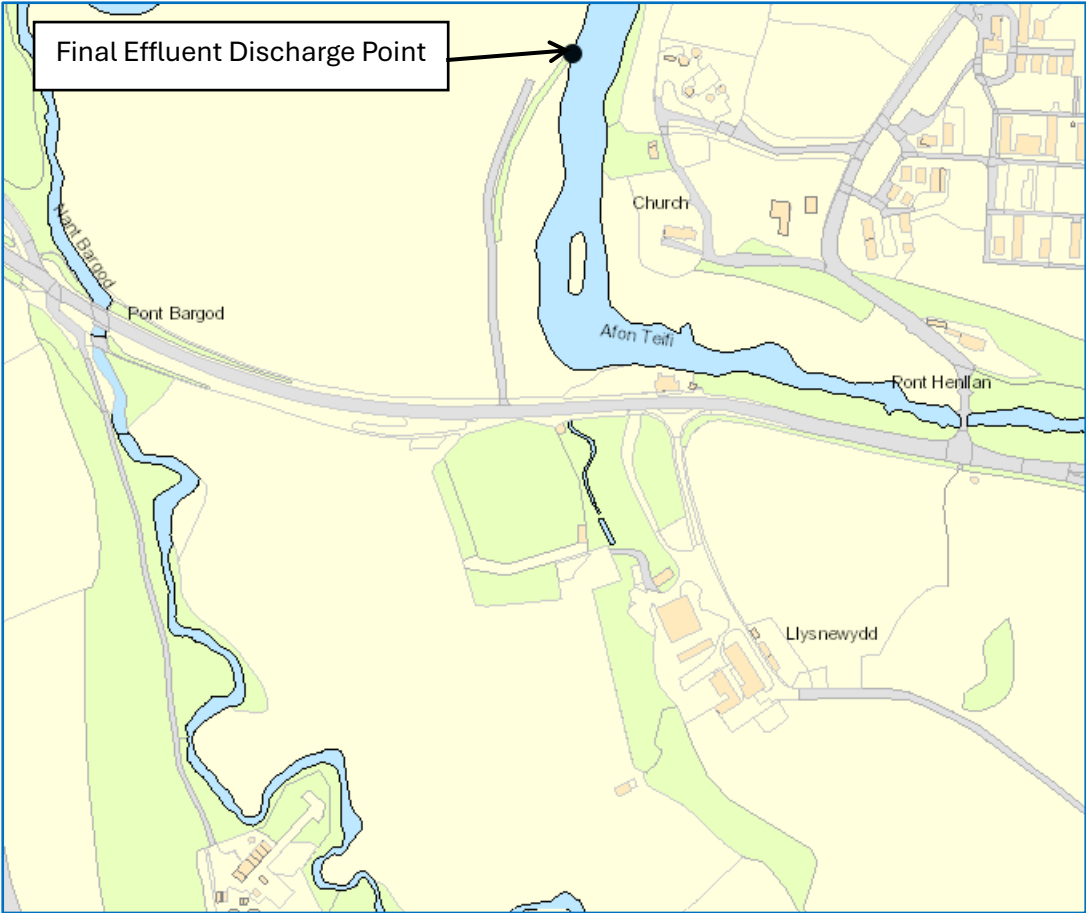 Final Effluent Discharge Point
Church
Nant Bargod
Pont Bargod
Afon Teifi
Pont Henllan
Llysnewydd